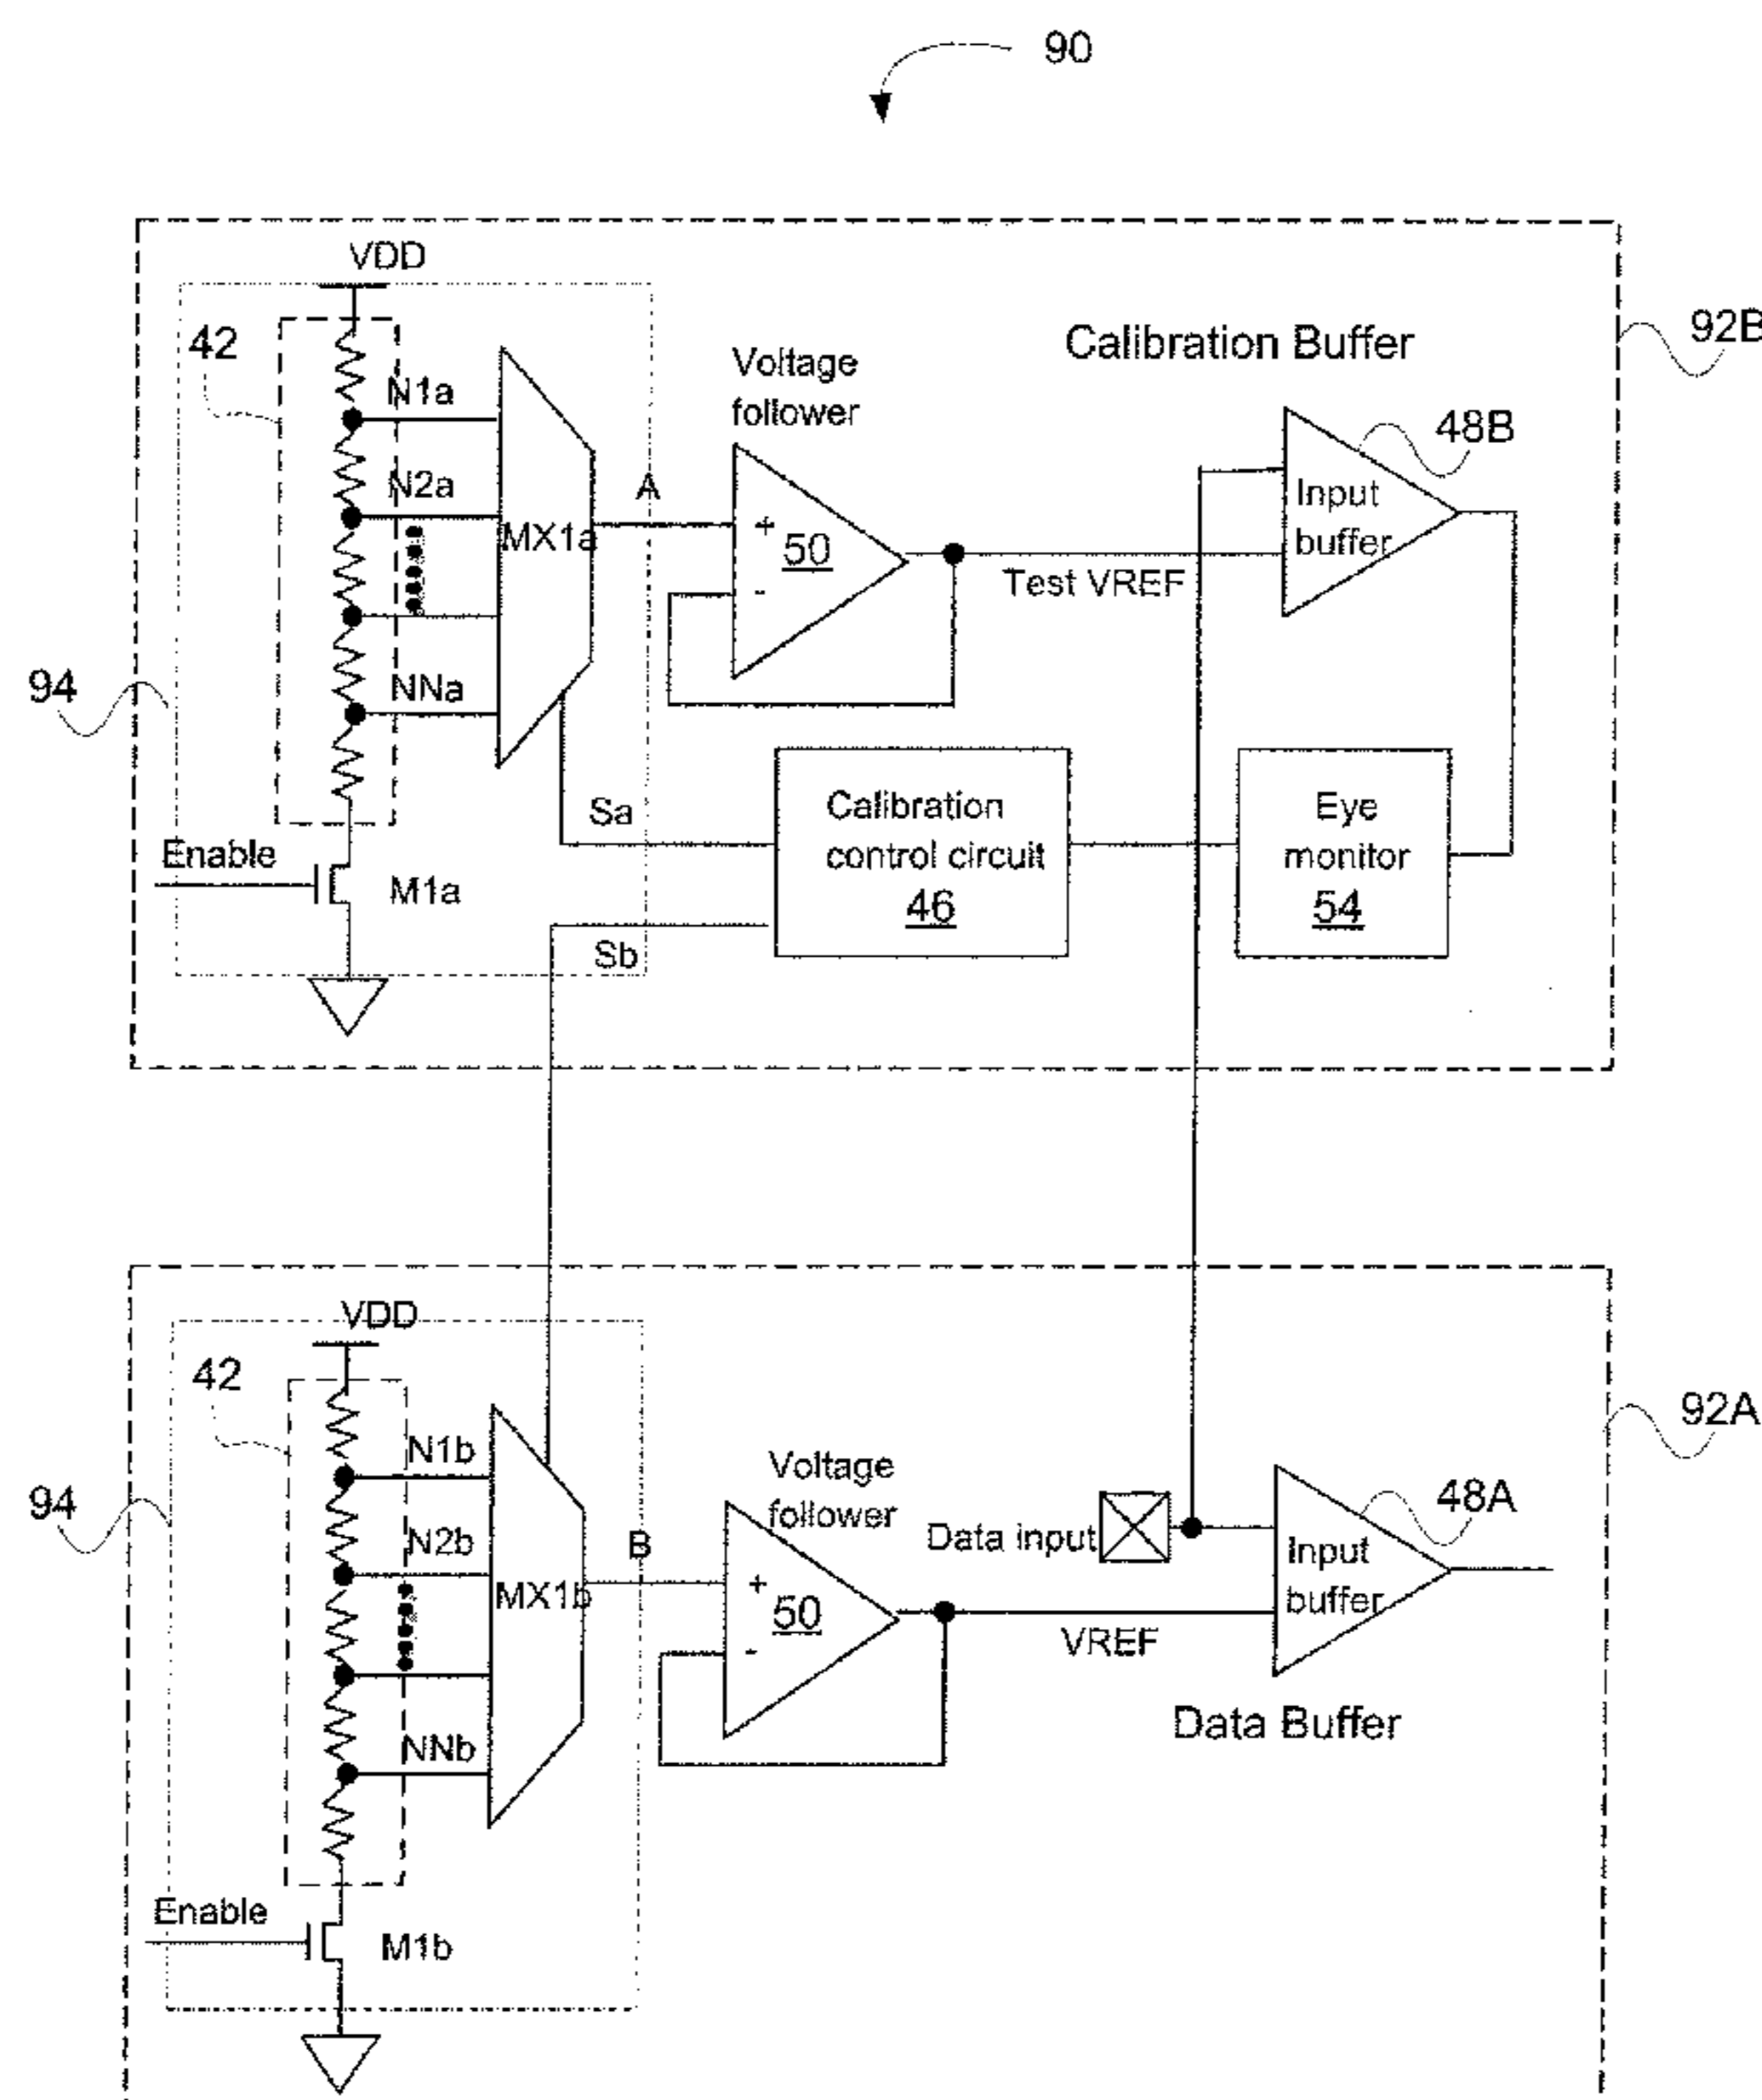 90
VDD
92B
42
Calibration Buffer
Voltage
follower
N1a
48B
N2a
A
Input
buffer
MX1a
+
50
-
Test VREF
94
NNa
Sa
Calibration
control circuit
46
Eye
monitor
54
Enable
M1a
Sb
VDD
42
92A
N1b
Voltage
follower
48A
94
N2b
B
Data input
Input
buffer
MX1b
+
50
-
VREF
Data Buffer
NNb
Enable
M1b